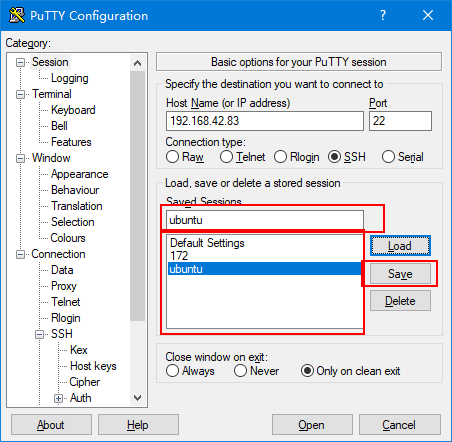 PuTTY Configuration
?
Category:
Session
Logging
Terminal
Keyboard
Bell
Features
Window
Appearance
Behaviour
Translation
Selection
Colours
Connection
Data
Proxy
Telnet
Rlogin
SSH
Kex
Host keys
Cipher
Auth
Basic options for your PuTTY session
Specify the destination you want to connect to
Host Name (or IP address) Port
192.168.42.83 22
Connection type:
Raw Telnet Rlogin SSH Serial
Load, save or delete a stored session
Saved Sessions
ubuntu
Default Settings
172
ubuntu
Load
Save
Delete
Close window on exit:
Always Never Only on clean exit
About Help Open Cancel